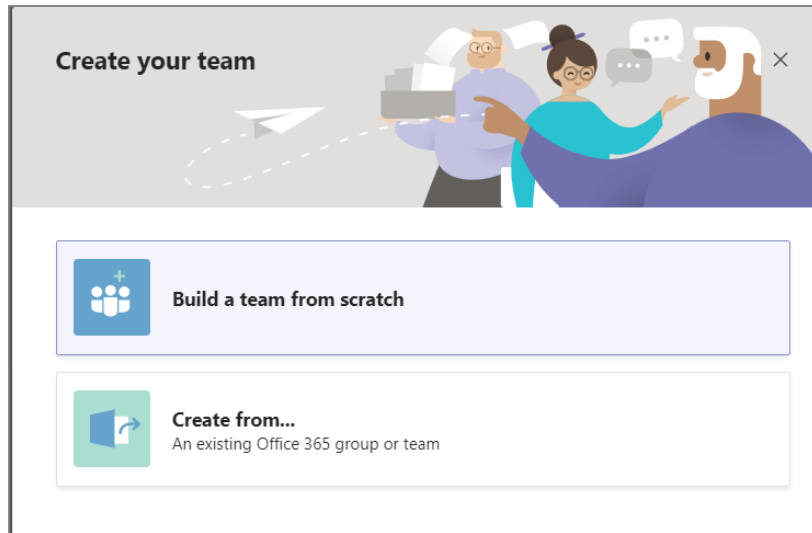 Create your team
Build a team from scratch
Create from...
An existing Office 365 group or team